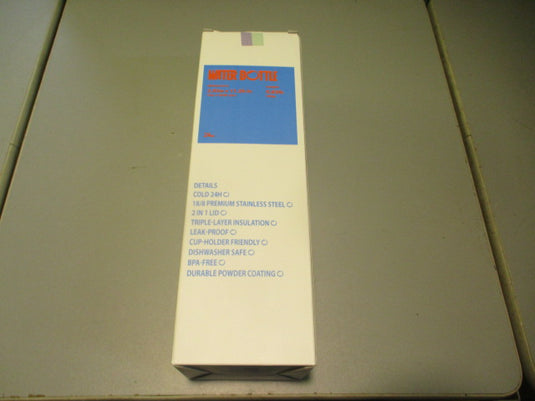 WATER BOTTLE
DETAILS
COLD 24H
18/8 PREMIUM STAINLESS STEEL
2 IN 1 LID
TRIPLE-LAYER INSULATION
LEAK-PROOF
CUP-HOLDER FRIENDLY
DISHWASHER SAFE
BPA-FREE
DURABLE POWDER COATING